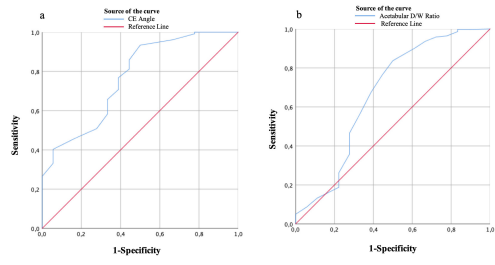 a
Source of the curve
CE Angle
Reference Line
1,0
0,8
0,6
0,4
0,2
0,0
Sensitivity
0,0 0,2 0,4 0,6 0,8 1,0
1-Specificity
b
Source of the curve
Acetabular D/W Ratio
Reference Line
1,0
0,8
0,6
0,4
0,2
0,0
Sensitivity
0,0 0,2 0,4 0,6 0,8 1,0
1-Specificity